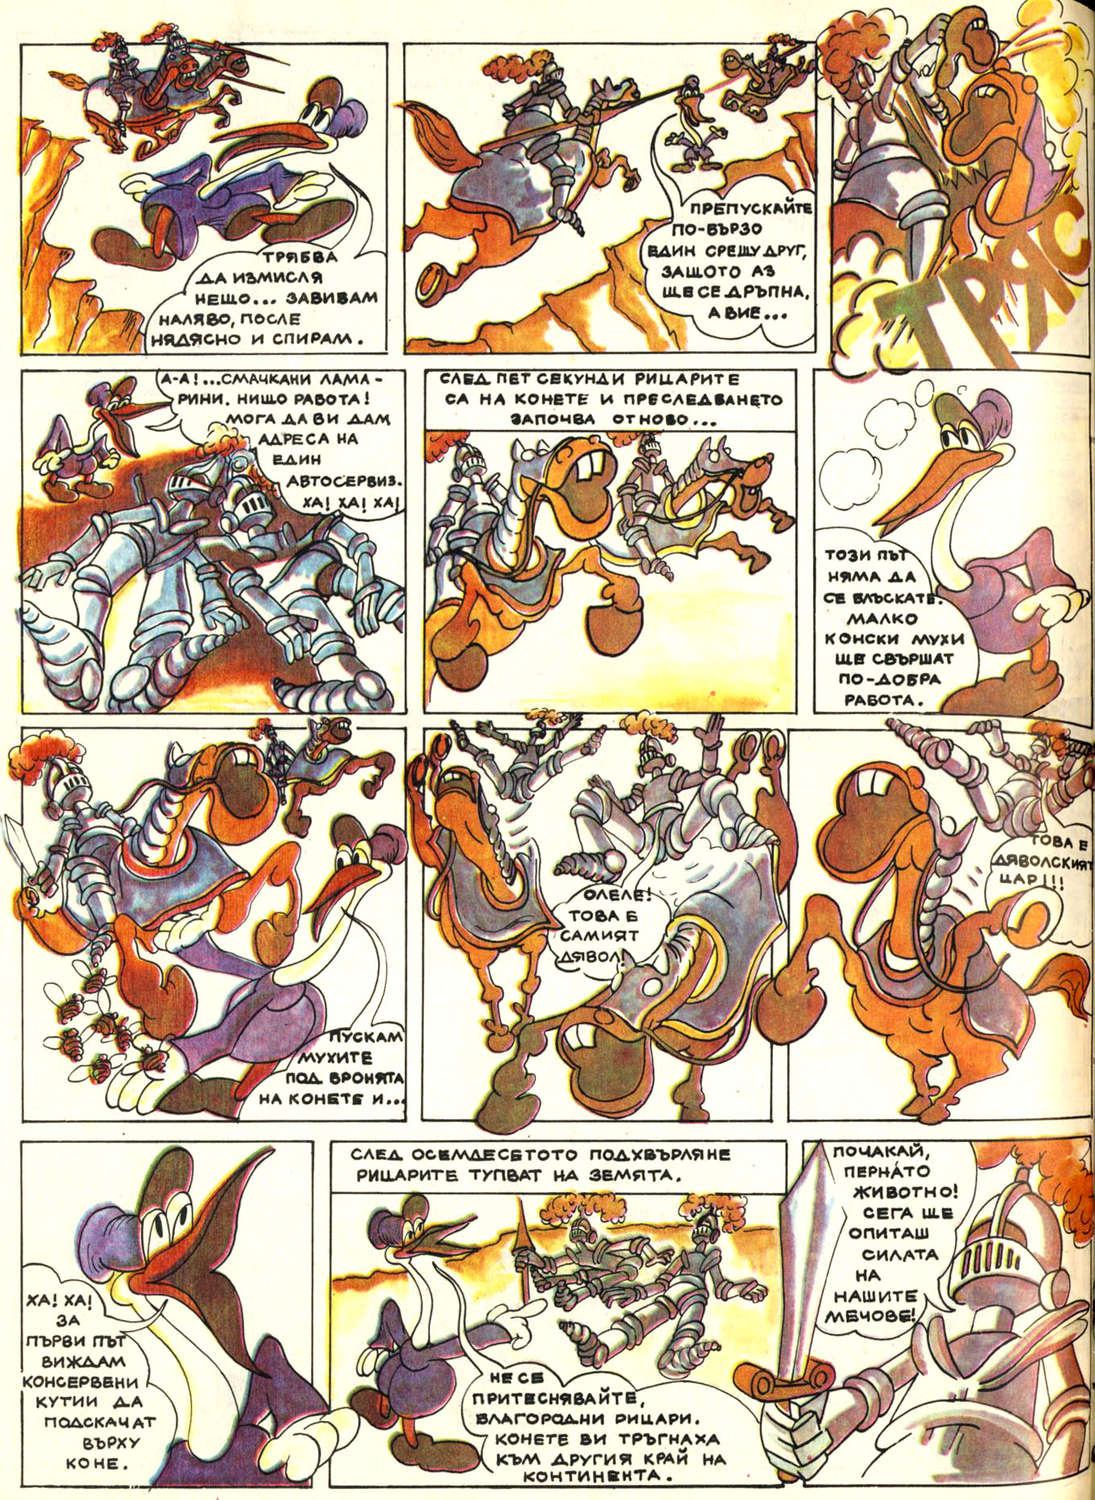 ТРЯБВА
ДА ИЗМИСЛЯ
НЕЩО... ЗАВИВАМ
НАЛЯВО, ПОСЛЕ
НЯДЯСНО И СПИРАМ.
ПРЕПУСКАЙТЕ
ПО-БЪРЗО
ЕДИН СРЕЩУ ДРУГ,
ЗАЩОТО АЗ
ЩЕ СЕ ДРЪПНА,
А ВИЕ...
ТРЯС
А-А!...СМАЧКАНИ ЛАМА-
РИНИ. НИЩО РАБОТА!
МОГА ДА ВИ ДАМ
АДРЕСА НА
ЕДИН
АВТОСЕРВИЗ.
ХА! ХА! ХА!
СЛЕД ПЕТ СЕКУНДИ РИЦАРИТЕ
СА НА КОНЕТЕ И ПРЕСЛЕДВАНЕТО
ЗАПОЧВА ОТНОВО...
ТОЗИ ПЪТ
НЯМА ДА
СЕ БЛЪСКАТЕ.
МАЛКО
КОНСКИ МУХИ
ЩЕ СВЪРШАТ
ПО-ДОБРА
РАБОТА.
ПУСКАМ
МУХИТЕ
ПОД БРОНЯТА
НА КОНЕТЕ И...
ОЛЕЛЕ!
ТОВА Е
САМИЯТ
ДЯВОЛ!
ТОВА Е
ДЯВОЛСКИЯТ
ЦАР!!!
ХА! ХА!
ЗА
ПЪРВИ ПЪТ
ВИЖДАМ
КОНСЕРВЕНИ
КУТИИ ДА
ПОДСКАЧАТ
ВЪРХУ
КОНЕ.
СЛЕД ОСЕМДЕСЕТОТО ПОДХВЪРЛЯНЕ
РИЦАРИТЕ ТУПВАТ НА ЗЕМЯТА.
НЕ СЕ
ПРИТЕСНЯВАЙТЕ,
БЛАГОРОДНИ РИЦАРИ.
КОНЕТЕ ВИ ТРЪГНАХА
КЪМ ДРУГИЯ КРАЙ НА
КОНТИНЕНТА.
ПОЧАКАЙ,
ПЕРНА́ТО
ЖИВОТНО!
СЕГА ЩЕ
ОПИТАШ
СИЛАТА
НА
НАШИТЕ
МЕЧОВЕ!